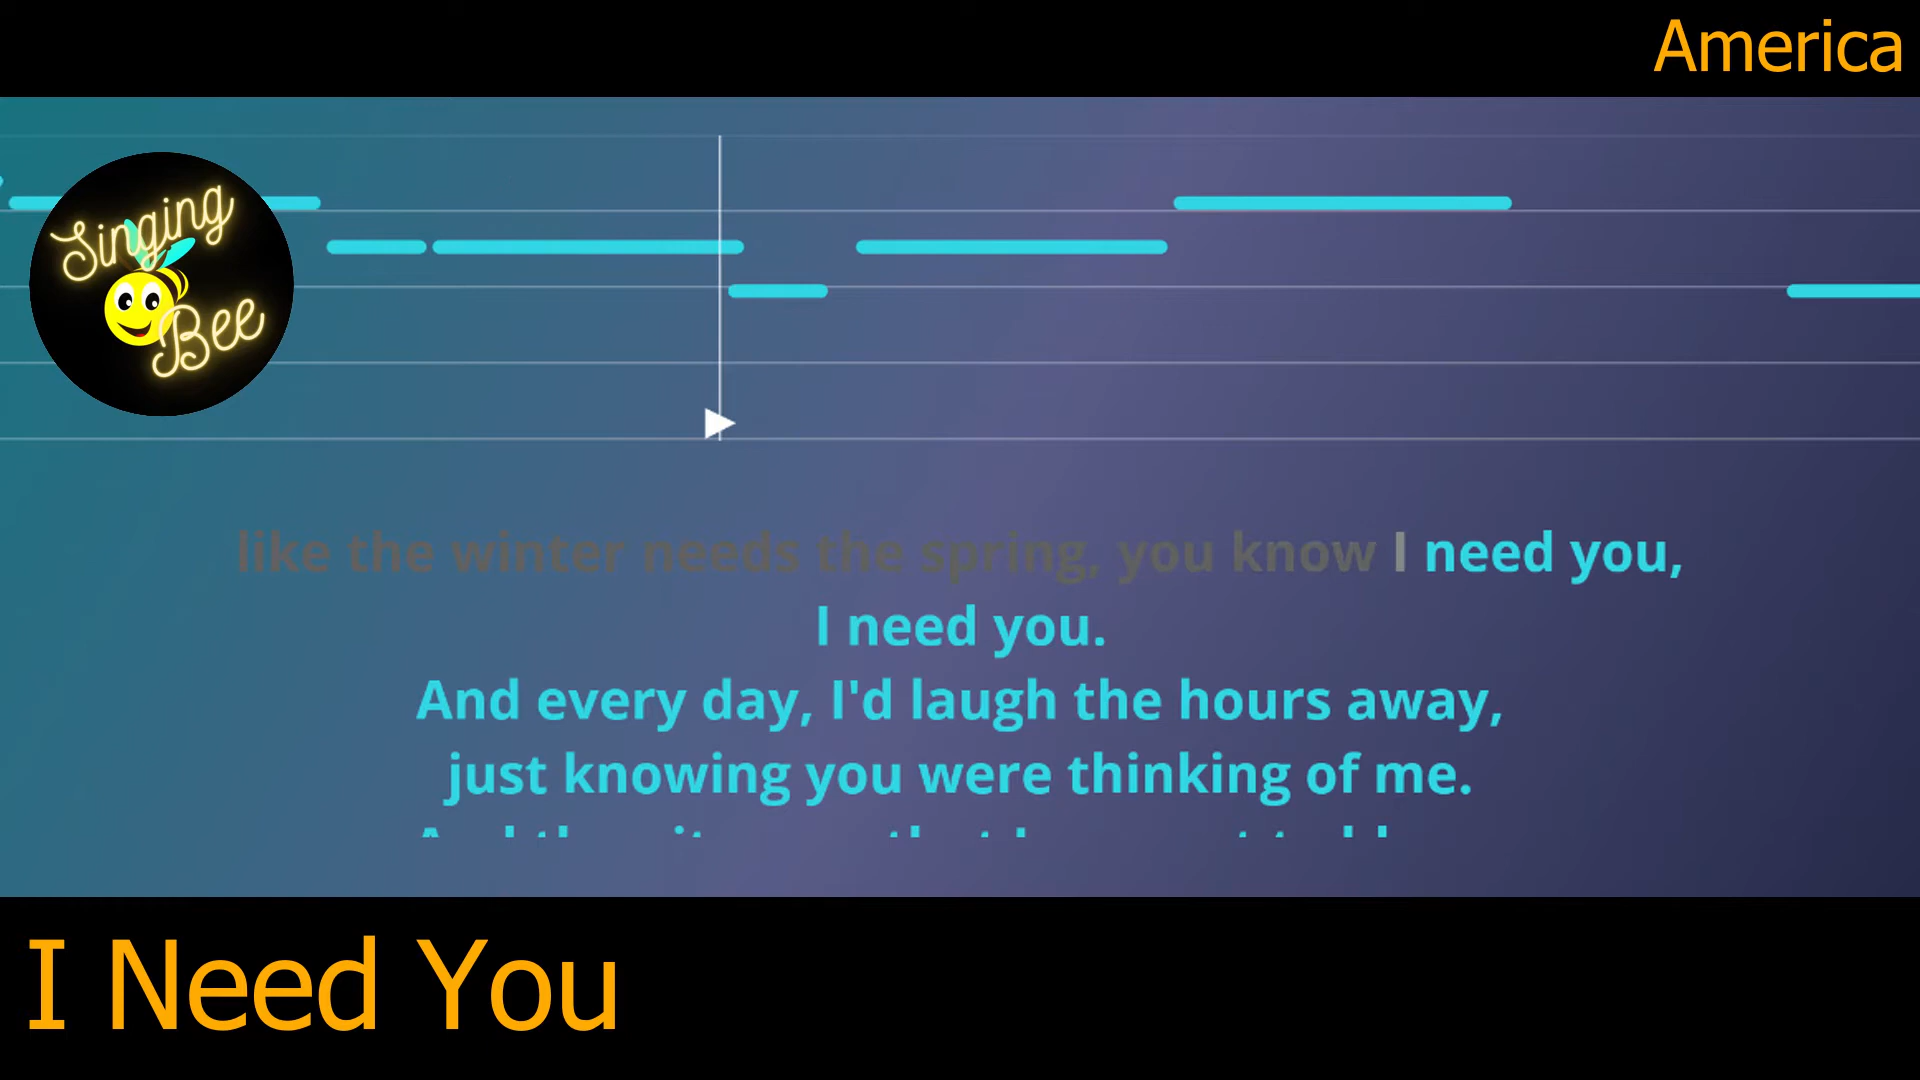 America
Singing
Bee
like the winter needs the spring, you know I need you,
I need you.
And every day, I'd laugh the hours away,
just knowing you were thinking of me.
I Need You